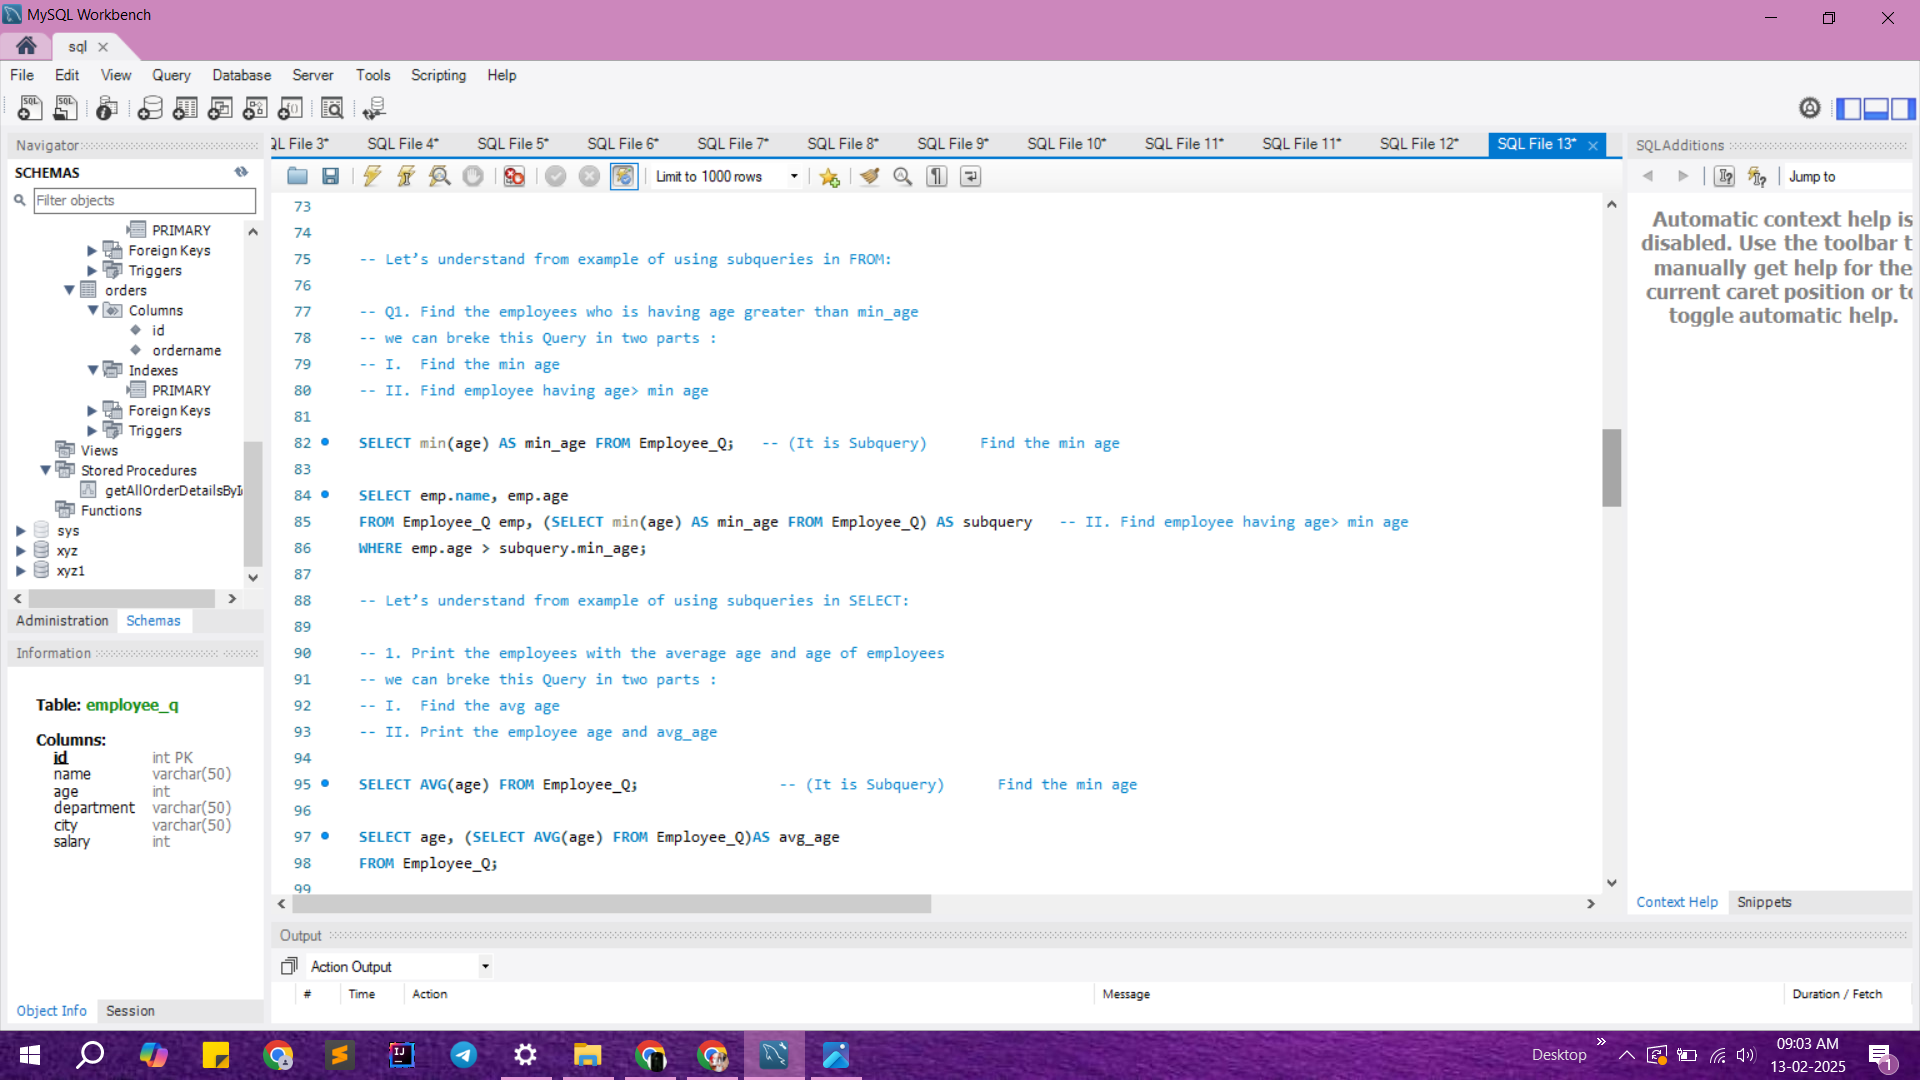 MySQL Workbench
sql
File Edit View Query Database Server Tools Scripting Help
Navigator
SCHEMAS
Filter objects
PRIMARY
Foreign Keys
Triggers
orders
Columns
id
ordername
Indexes
PRIMARY
Foreign Keys
Triggers
Views
Stored Procedures
getAllOrderDetailsById
Functions
sys
xyz
xyz1
Administration Schemas
Information
Table: employee_q
Columns:
id int PK
name varchar(50)
age int
department varchar(50)
city varchar(50)
salary int
Object Info Session
QL File 3* SQL File 4* SQL File 5* SQL File 6* SQL File 7* SQL File 8* SQL File 9* SQL File 10* SQL File 11* SQL File 11* SQL File 12* SQL File 13*
Limit to 1000 rows
73
74
75 -- Let’s understand from example of using subqueries in FROM:
76
77 -- Q1. Find the employees who is having age greater than min_age
78 -- we can breke this Query in two parts :
79 -- I.  Find the min age
80 -- II. Find employee having age> min age
81
82 SELECT min(age) AS min_age FROM Employee_Q;   -- (It is Subquery)      Find the min age
83
84 SELECT emp.name, emp.age
85 FROM Employee_Q emp, (SELECT min(age) AS min_age FROM Employee_Q) AS subquery   -- II. Find employee having age> min age
86 WHERE emp.age > subquery.min_age;
87
88 -- Let’s understand from example of using subqueries in SELECT:
89
90 -- 1. Print the employees with the average age and age of employees
91 -- we can breke this Query in two parts :
92 -- I.  Find the avg age
93 -- II. Print the employee age and avg_age
94
95 SELECT AVG(age) FROM Employee_Q;                -- (It is Subquery)      Find the min age
96
97 SELECT age, (SELECT AVG(age) FROM Employee_Q)AS avg_age
98 FROM Employee_Q;
99
Output
Action Output
# Time Action Message Duration / Fetch
SQLAdditions
Jump to
Automatic context help is
disabled. Use the toolbar t
manually get help for the
current caret position or to
toggle automatic help.
Context Help Snippets
Desktop
09:03 AM
13-02-2025
1